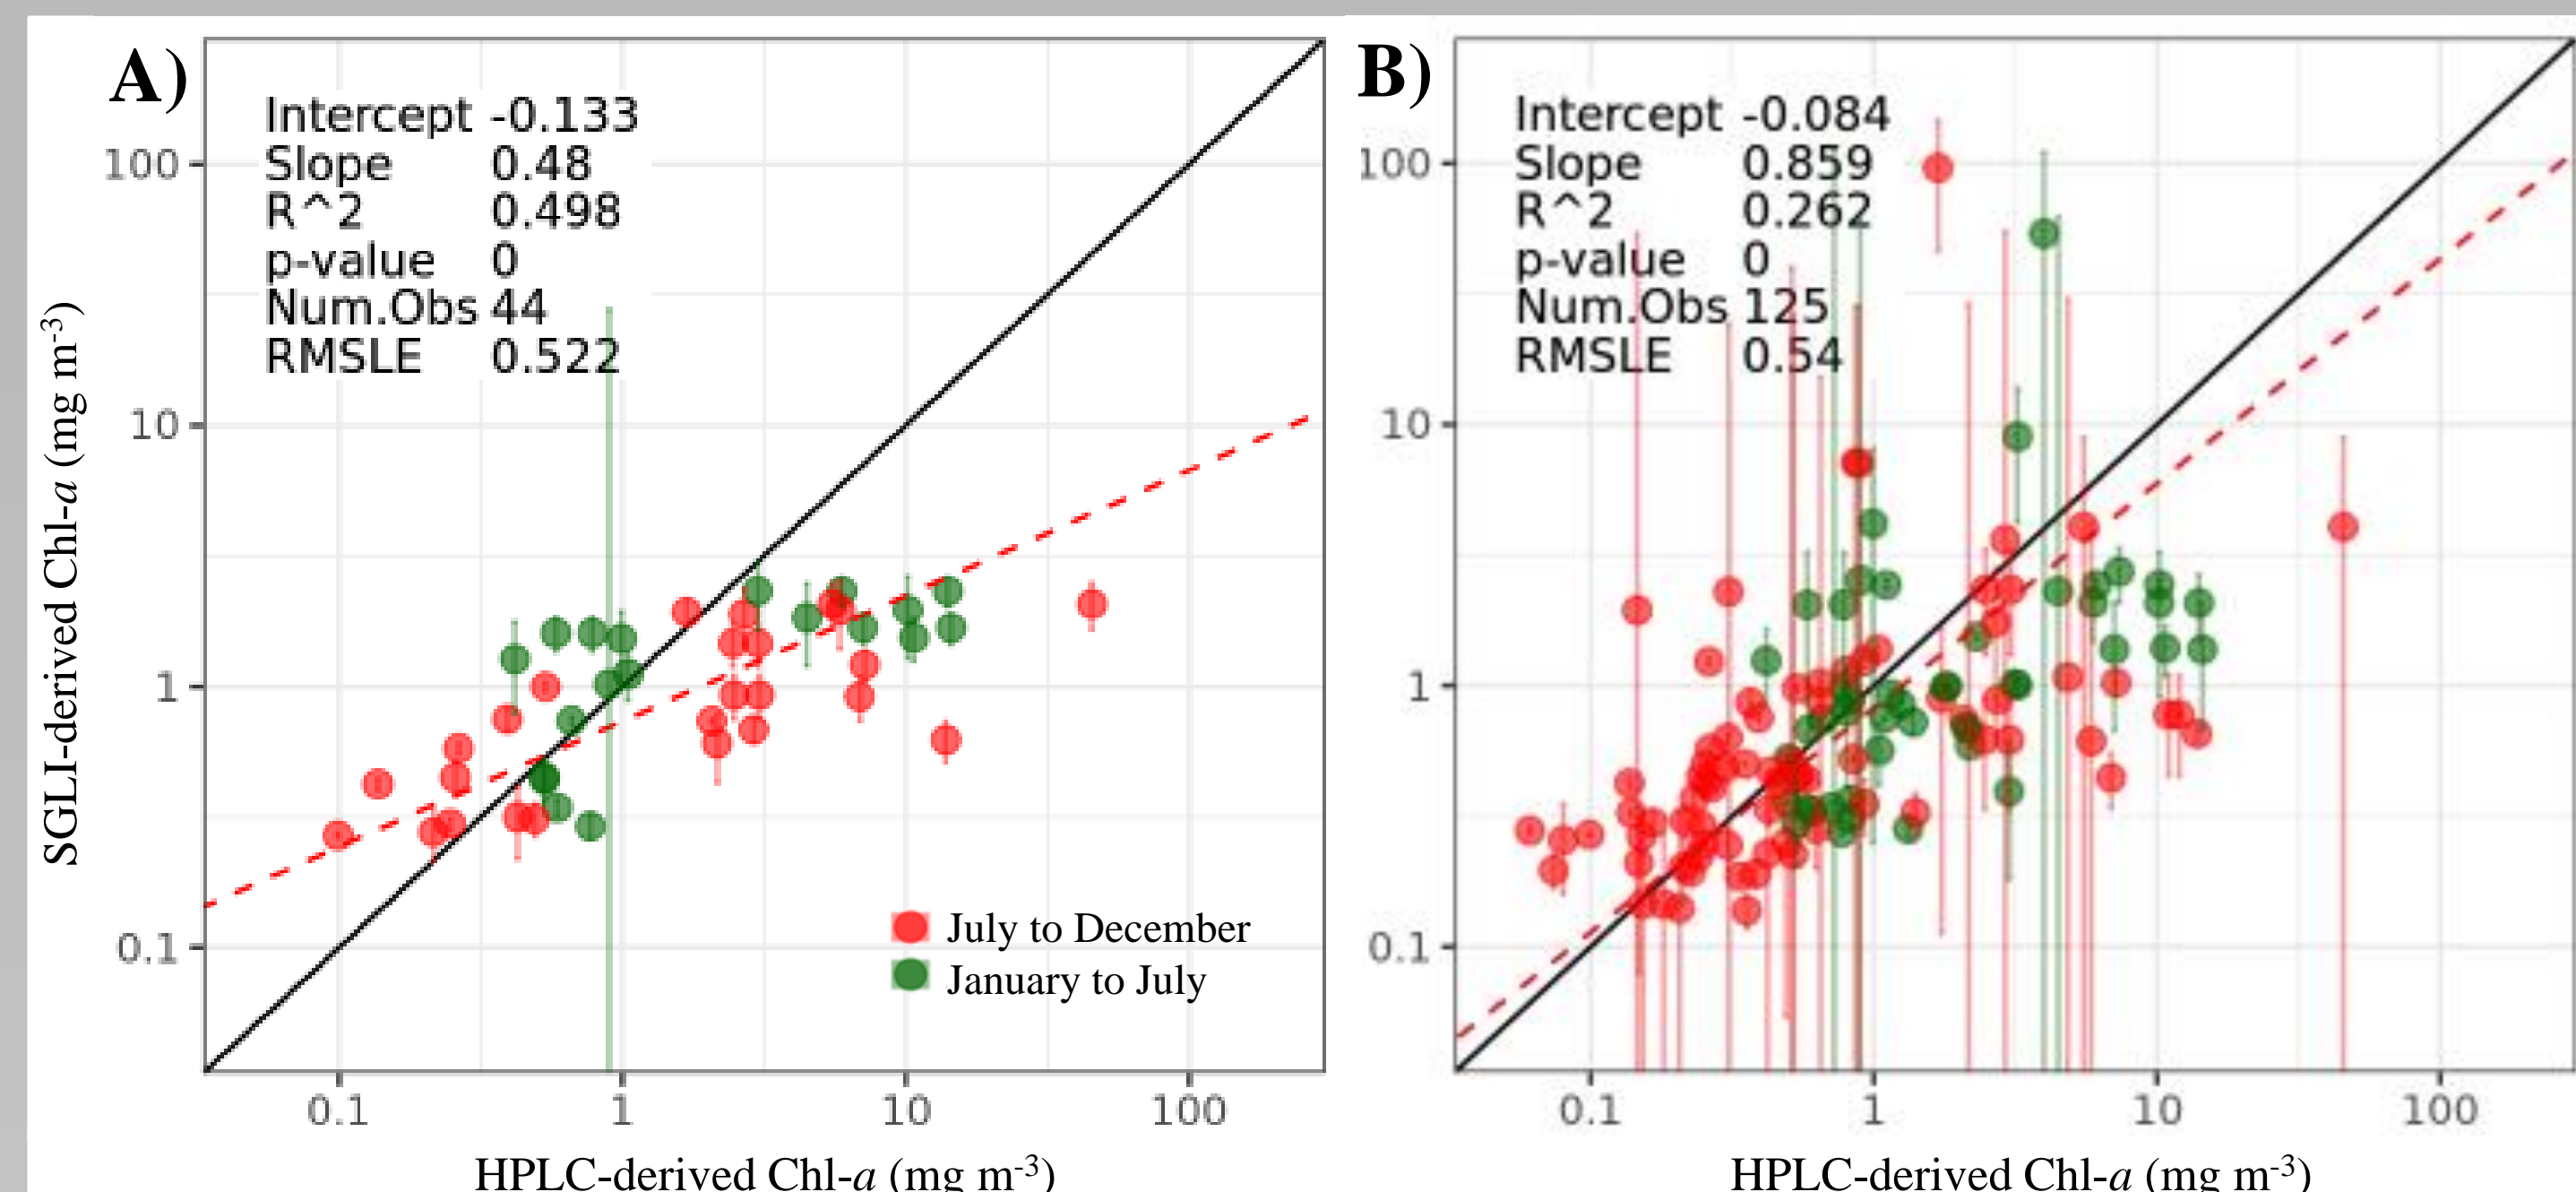 A)
Intercept -0.133
Slope 0.48
R^2 0.498
p-value 0
Num.Obs 44
RMSLE 0.522
100
10
1
0.1
SGLI-derived Chl-a (mg m-3)
July to December
January to July
0.1 1 10 100
HPLC-derived Chl-a (mg m-3)
B)
Intercept -0.084
Slope 0.859
R^2 0.262
p-value 0
Num.Obs 125
RMSLE 0.54
100
10
1
0.1
0.1 1 10 100
HPLC-derived Chl-a (mg m-3)